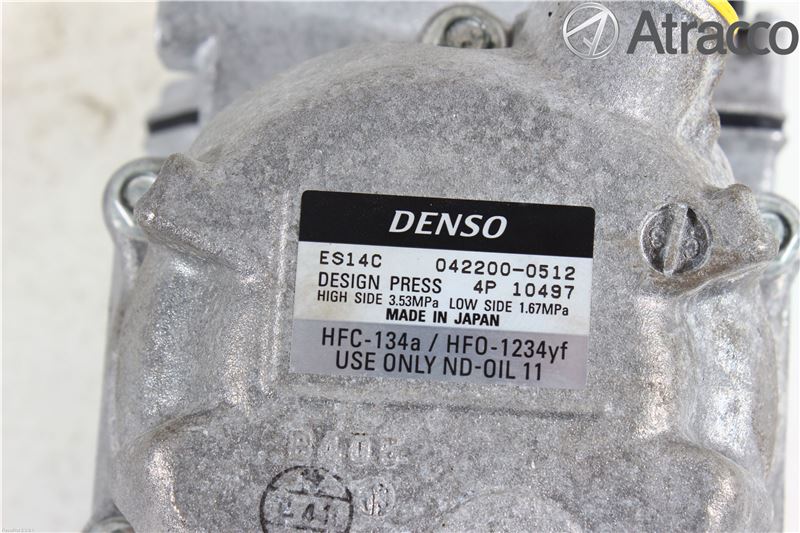 Atracco
DENSO
ES14C 042200-0512
DESIGN PRESS 4P 10497
HIGH SIDE 3.53MPa LOW SIDE 1.67MPa
MADE IN JAPAN
HFC-134a / HFO-1234yf
USE ONLY ND-OIL 11